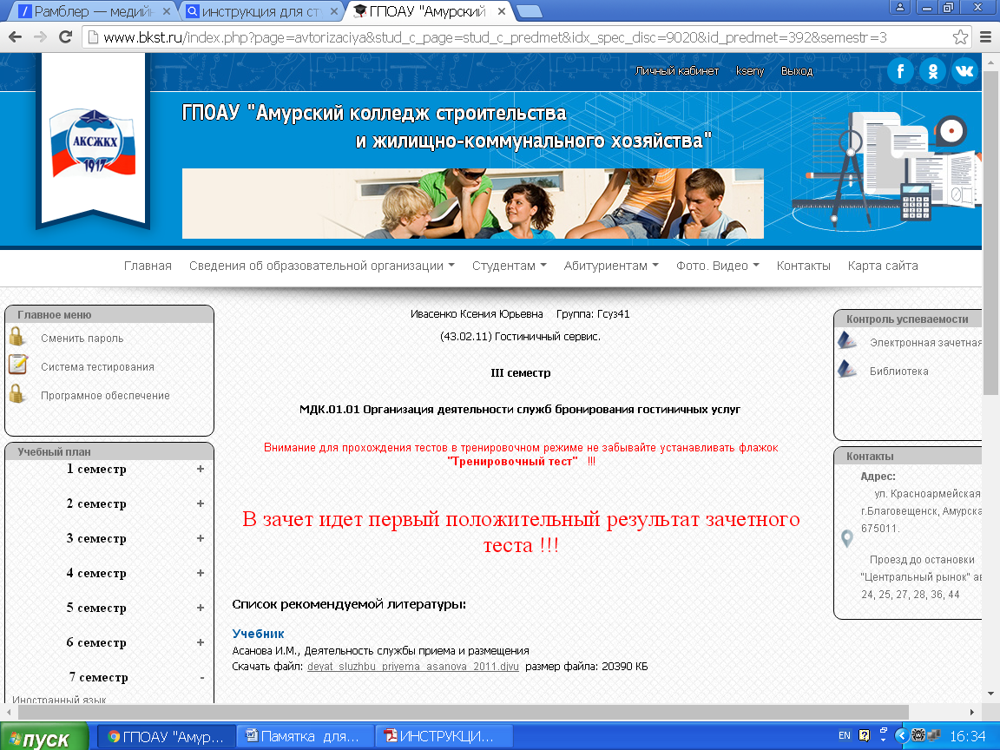 Рамблер — медийн
инструкция для ст
ГПОАУ "Амурский
www.bkst.ru/index.php?page=avtorizaciya&stud_c_page=stud_c_predmet&idx_spec_disc=9020&id_predmet=392&semestr=3
Личный кабинет kseny Выход
АКСЖКХ
1917
ГПОАУ "Амурский колледж строительства
и жилищно-коммунального хозяйства"
Главная Сведения об образовательной организации Студентам Абитуриентам Фото. Видео Контакты Карта сайта
Главное меню
Сменить пароль
Система тестирования
Програмное обеспечение
Учебный план
1 семестр +
2 семестр +
3 семестр +
4 семестр +
5 семестр +
6 семестр +
7 семестр -
Иностранный язык
Ивасенко Ксения Юрьевна Группа: Гсуз41
(43.02.11) Гостиничный сервис.
III семестр
МДК.01.01 Организация деятельности служб бронирования гостиничных услуг
Внимание для прохождения тестов в тренировочном режиме не забывайте устанавливать флажок
"Тренировочный тест" !!!
В зачет идет первый положительный результат зачетного
теста !!!
Список рекомендуемой литературы:
Учебник
Асанова И.М., Деятельность службы приема и размещения
Скачать файл: deyat_sluzhbu_priyema_asanova_2011.djvu размер файла: 20390 КБ
Контроль успеваемости
Электронная зачетная
Библиотека
Контакты
Адрес:
ул. Красноармейская
г.Благовещенск, Амурска
675011.
Проезд до остановки
"Центральный рынок" ав
24, 25, 27, 28, 36, 44
пуск
ГПОАУ "Амур...
Памятка для...
ИНСТРУКЦИ...
EN
16:34